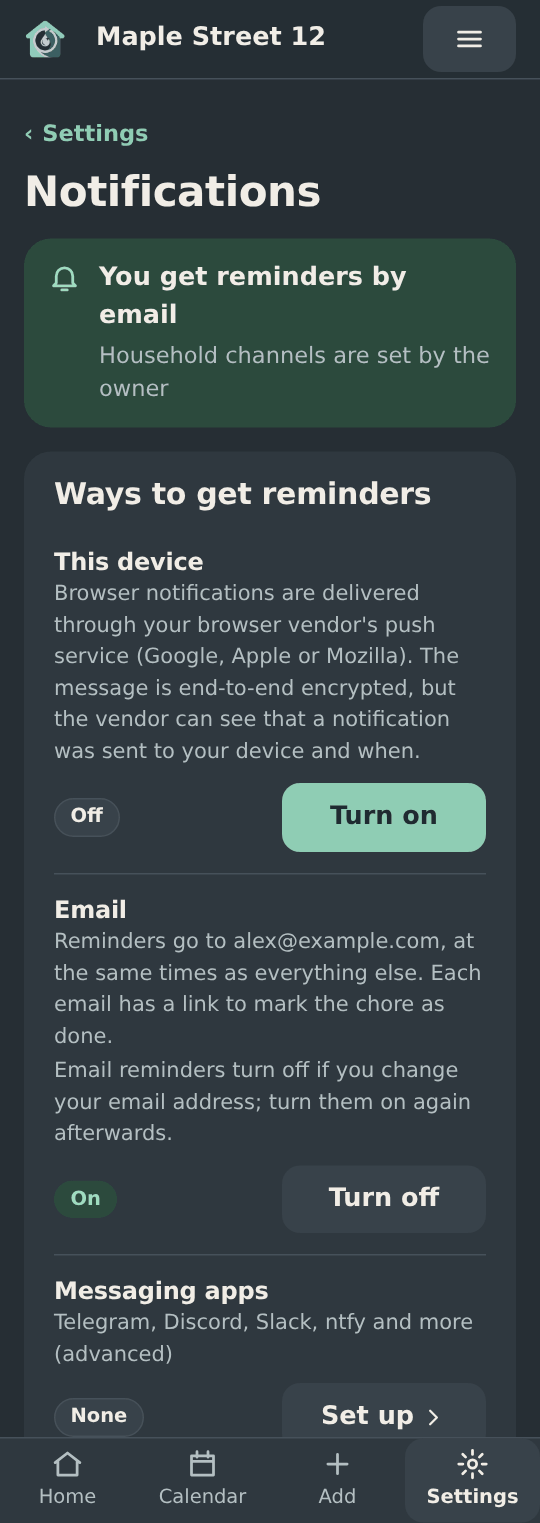 Maple Street 12
‹ Settings
Notifications
You get reminders by
email
Household channels are set by the
owner
Ways to get reminders
This device
Browser notifications are delivered
through your browser vendor's push
service (Google, Apple or Mozilla). The
message is end-to-end encrypted, but
the vendor can see that a notification
was sent to your device and when.
Off
Turn on
Email
Reminders go to alex@example.com, at
the same times as everything else. Each
email has a link to mark the chore as
done.
Email reminders turn off if you change
your email address; turn them on again
afterwards.
On
Turn off
Messaging apps
Telegram, Discord, Slack, ntfy and more
(advanced)
None
Set up ›
Home
Calendar
Add
Settings